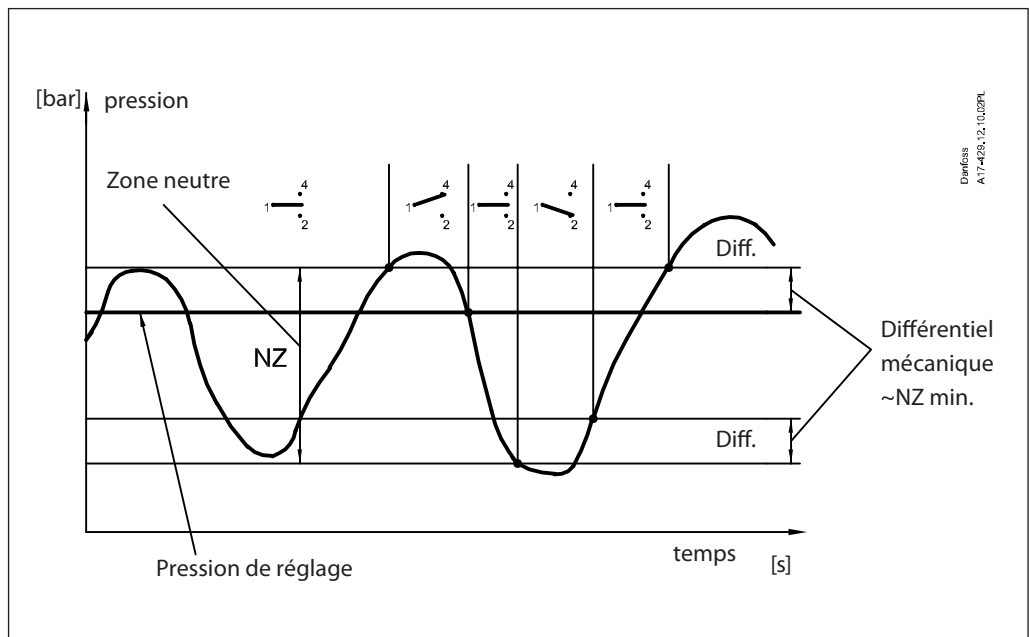 [bar] pression
Danfoss
A17-429.12.10.02PL
Zone neutre
4
1
2
4
1
2
4
1
2
4
1
2
4
1
2
Diff.
NZ
Différentiel
mécanique
~NZ min.
Diff.
temps [s]
Pression de réglage